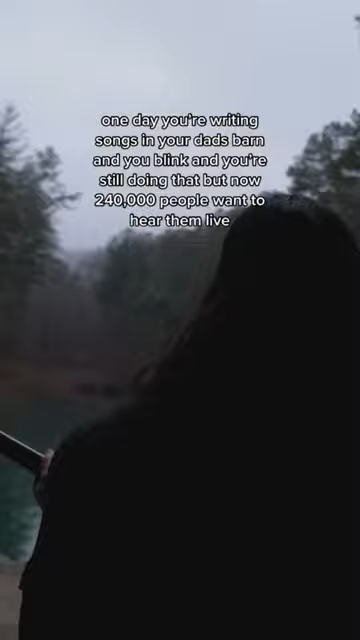 one day you're writing
songs in your dads barn
and you blink and you're
still doing that but now
240,000 people want to
hear them live